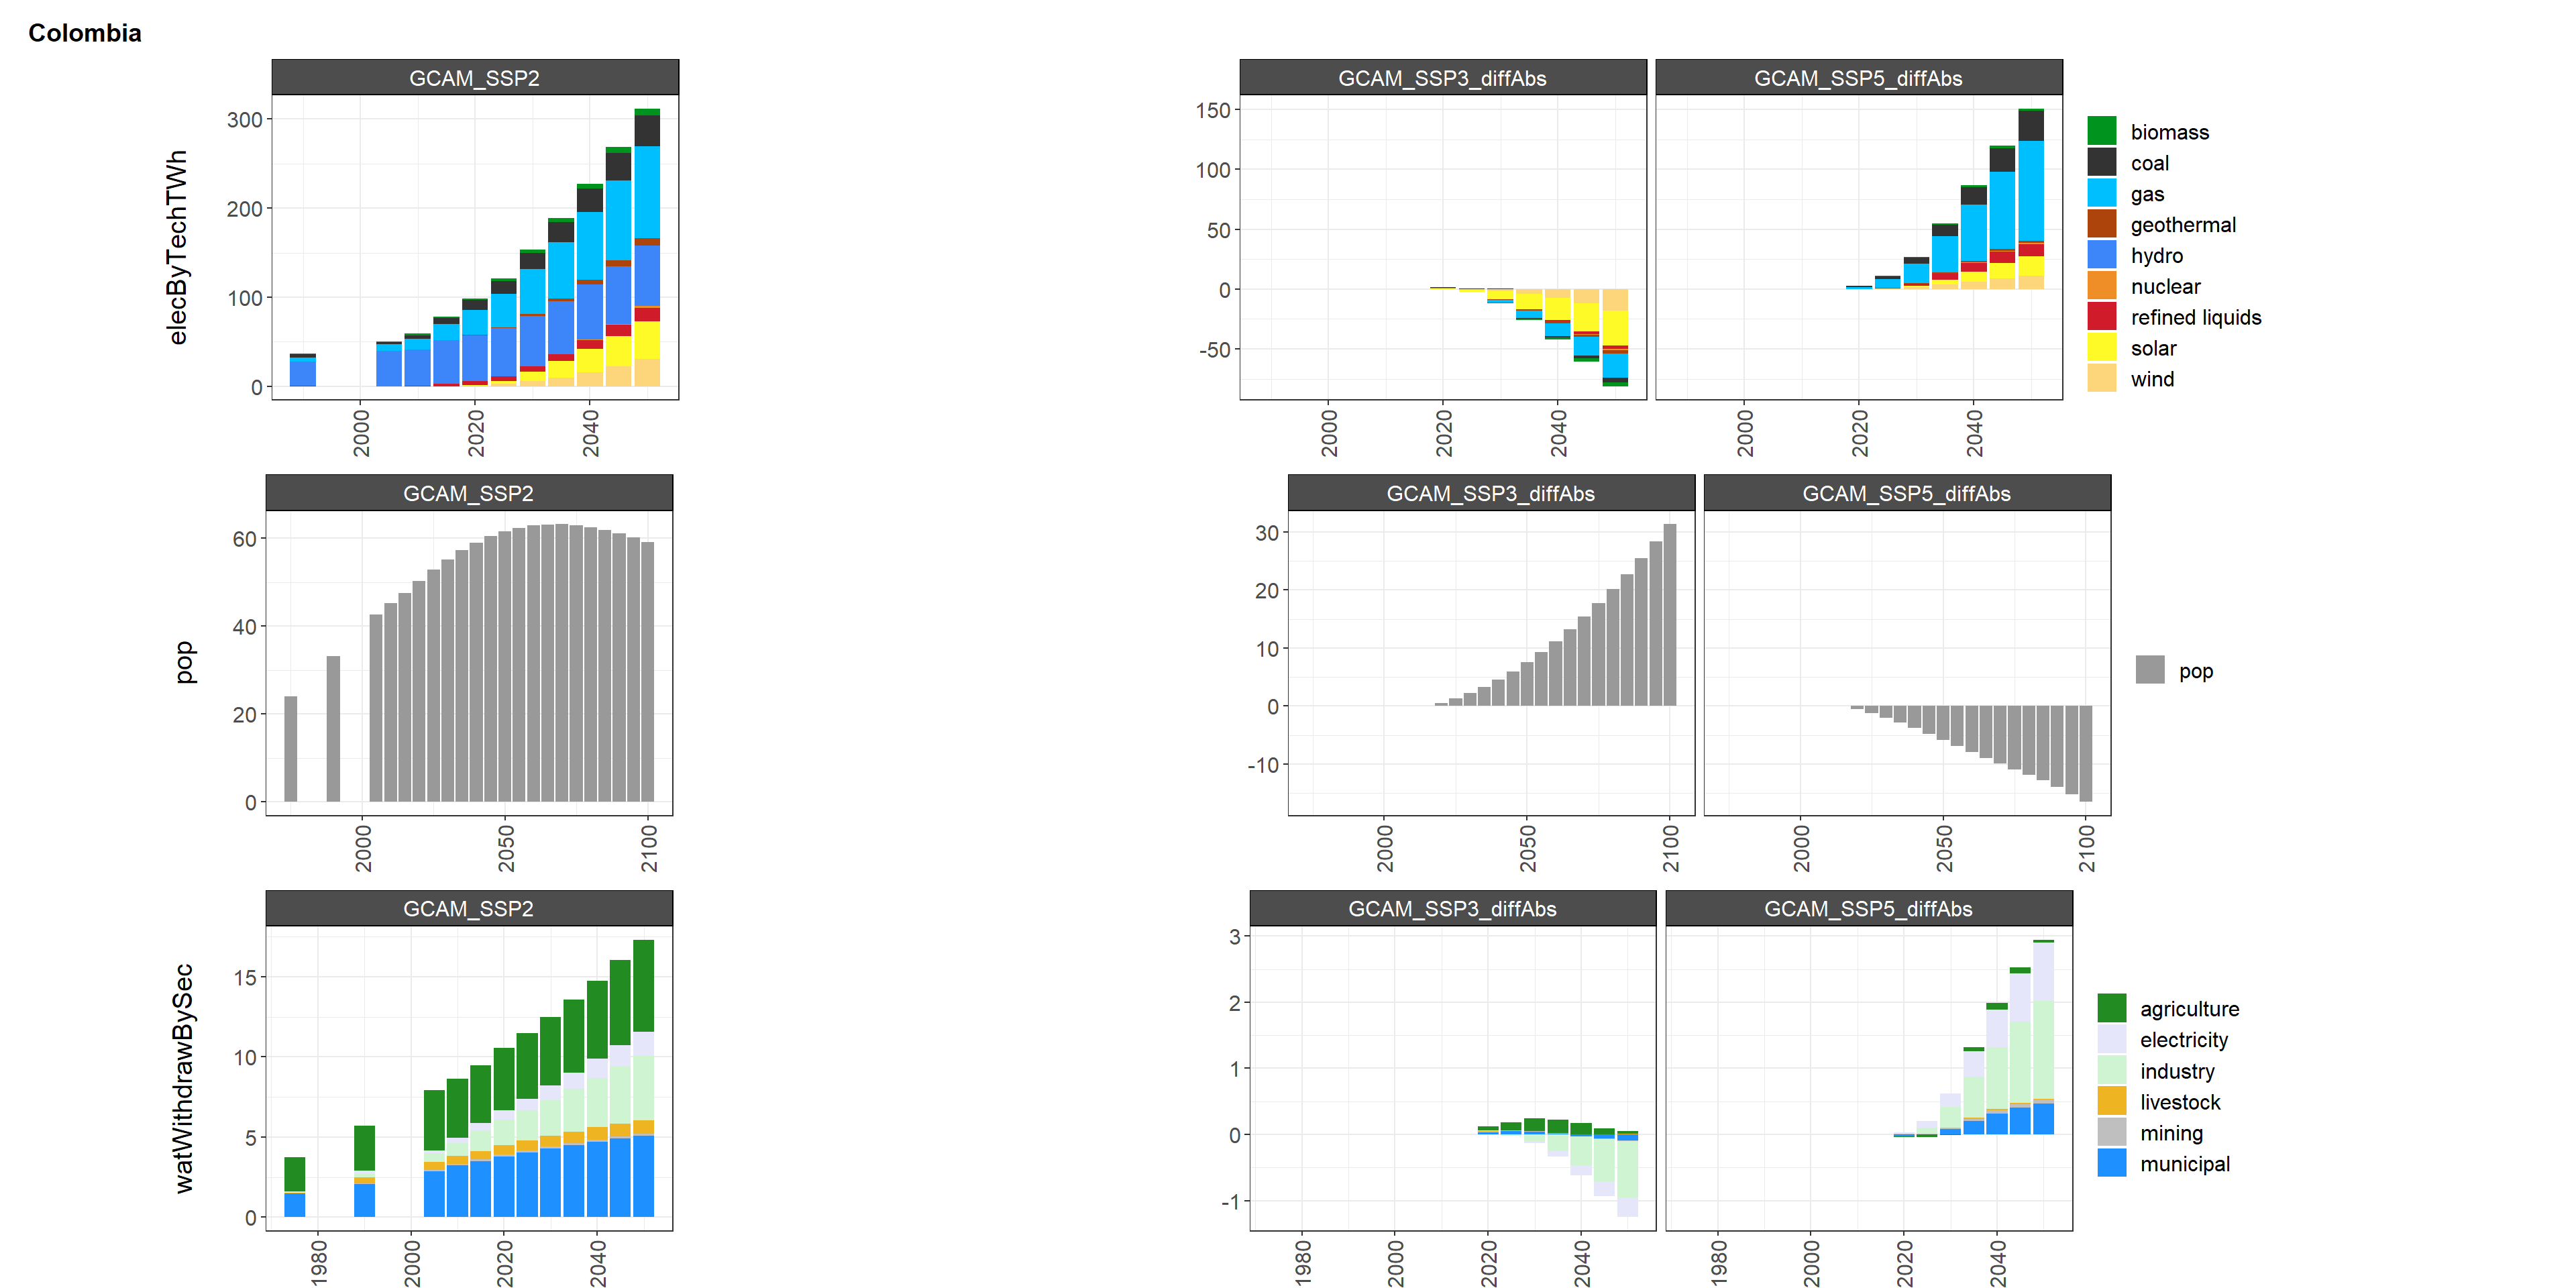 Colombia
GCAM_SSP2
GCAM_SSP3_diffAbs
GCAM_SSP5_diffAbs
elecByTechTWh
300
200
100
0
2000
2020
2040
150
100
50
0
-50
2000
2020
2040
2000
2020
2040
biomass
coal
gas
geothermal
hydro
nuclear
refined liquids
solar
wind
GCAM_SSP2
GCAM_SSP3_diffAbs
GCAM_SSP5_diffAbs
pop
60
40
20
0
2000
2050
2100
30
20
10
0
-10
2000
2050
2100
2000
2050
2100
pop
GCAM_SSP2
GCAM_SSP3_diffAbs
GCAM_SSP5_diffAbs
watWithdrawBySec
15
10
5
0
1980
2000
2020
2040
3
2
1
0
-1
1980
2000
2020
2040
1980
2000
2020
2040
agriculture
electricity
industry
livestock
mining
municipal